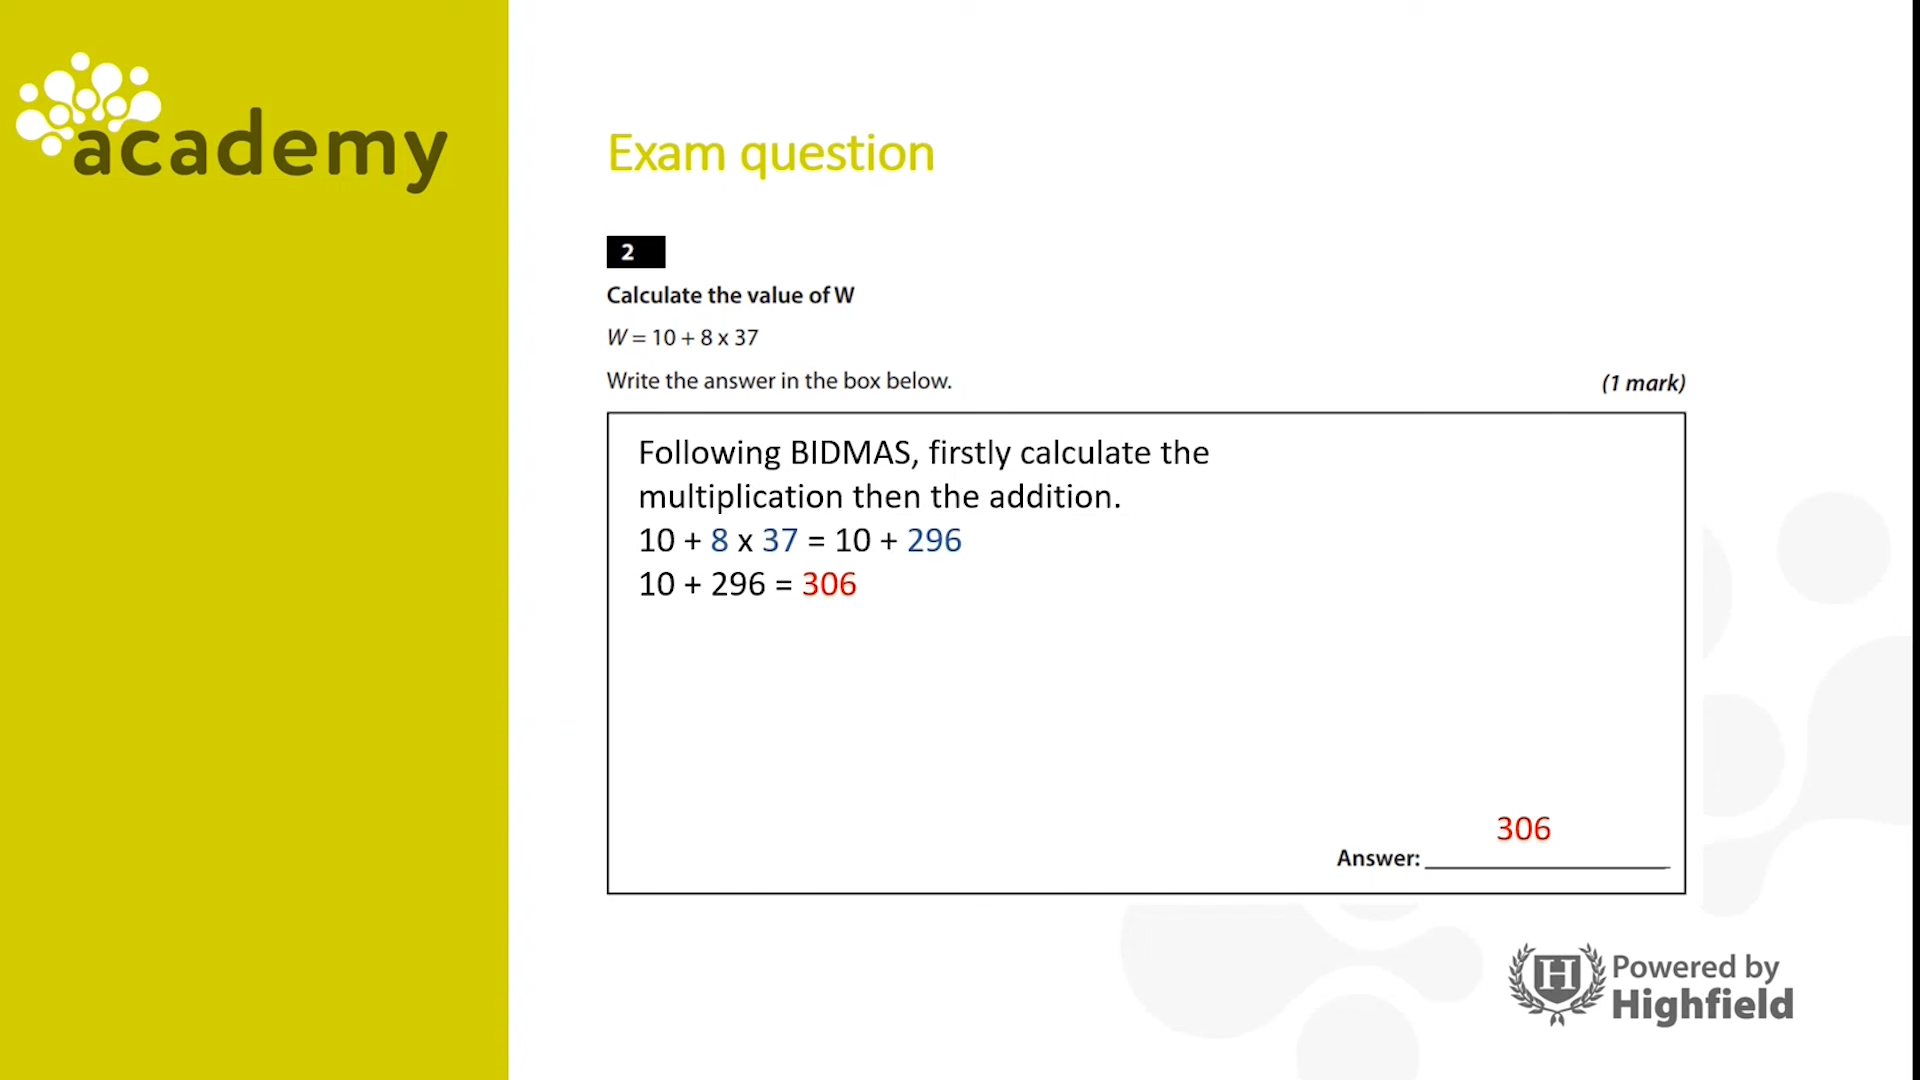 academy
Exam question
2
Calculate the value of W
W = 10 + 8 x 37
Write the answer in the box below.
(1 mark)
Following BIDMAS, firstly calculate the
multiplication then the addition.
10 + 8 x 37 = 10 + 296
10 + 296 = 306
306
Answer:
H
Powered by
Highfield